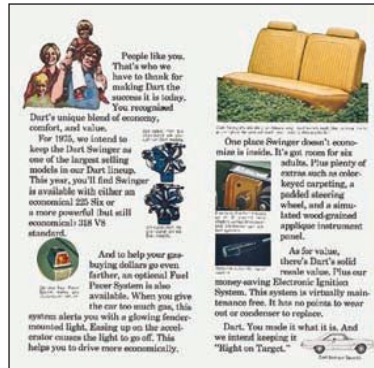 People like you.
That's who we
have to thank for
making Dart the
success it is today.
You recognized
Dart's unique blend of economy,
comfort, and value.
For 1975, we intend to
keep the Dart Swinger as
one of the largest selling
models in our Dart lineup.
This year, you'll find Swinger
is available with either an
economical 225 Six or
a more powerful (but still
economical) 318 V8
standard.
And to help your gas-
buying dollars go even
farther, an optional Fuel
Pacer System is also
available. When you give
the car too much gas, this
system alerts you with a glowing fender-
mounted light. Easing up on the accel-
erator causes the light to go off. This
helps you to drive more economically.
One place Swinger doesn't econo-
mize is inside. It's got room for six
adults. Plus plenty of
extras such as color-
keyed carpeting, a
padded steering
wheel, and a simu-
lated wood-grained
applique instrument
panel.
As for value,
there's Dart's solid
resale value. Plus our
money-saving Electronic Ignition
System. This system is virtually main-
tenance free. It has no points to wear
out or condenser to replace.
Dart. You made it what it is. And
we intend keeping it
"Right on Target."